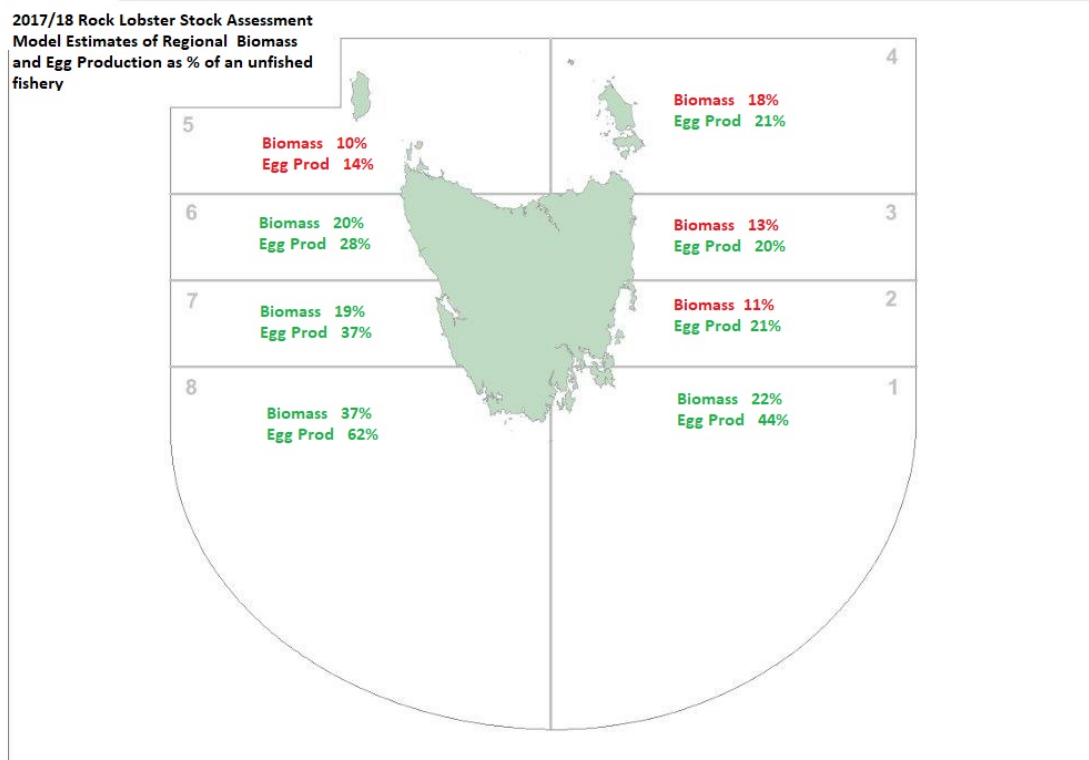 2017/18 Rock Lobster Stock Assessment
Model Estimates of Regional Biomass
and Egg Production as % of an unfished
fishery
4
Biomass 18%
Egg Prod 21%
5
Biomass 10%
Egg Prod 14%
6
Biomass 20%
Egg Prod 28%
3
Biomass 13%
Egg Prod 20%
7
Biomass 19%
Egg Prod 37%
2
Biomass 11%
Egg Prod 21%
8
Biomass 37%
Egg Prod 62%
1
Biomass 22%
Egg Prod 44%